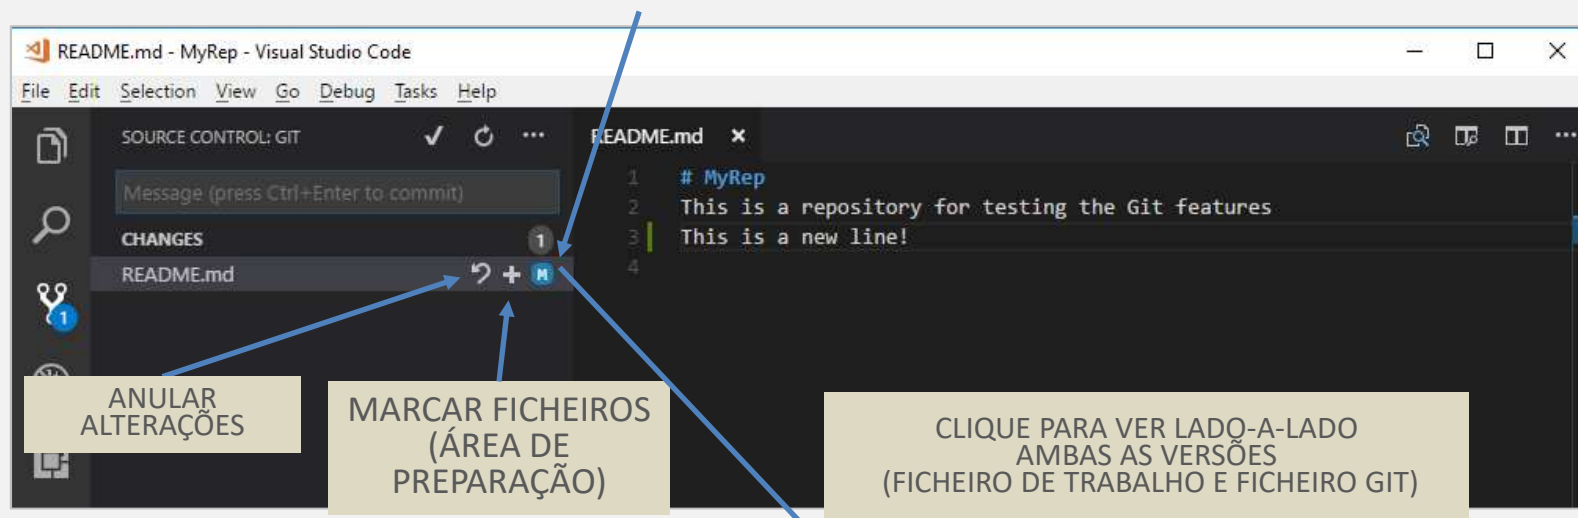 README.md - MyRep - Visual Studio Code
File Edit Selection View Go Debug Tasks Help
SOURCE CONTROL: GIT
Message (press Ctrl+Enter to commit)
CHANGES 1
README.md M
1
README.md
1 # MyRep
2 This is a repository for testing the Git features
3 This is a new line!
4
ANULAR
ALTERAÇÕES
MARCAR FICHEIROS
(ÁREA DE
PREPARAÇÃO)
CLIQUE PARA VER LADO-A-LADO
AMBAS AS VERSÕES
(FICHEIRO DE TRABALHO E FICHEIRO GIT)